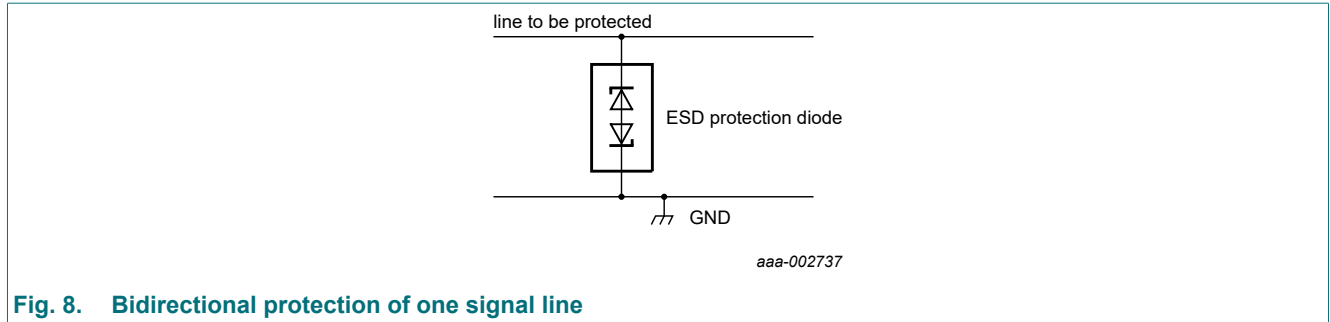 line to be protected
ESD protection diode
GND
aaa-002737
Fig. 8. Bidirectional protection of one signal line